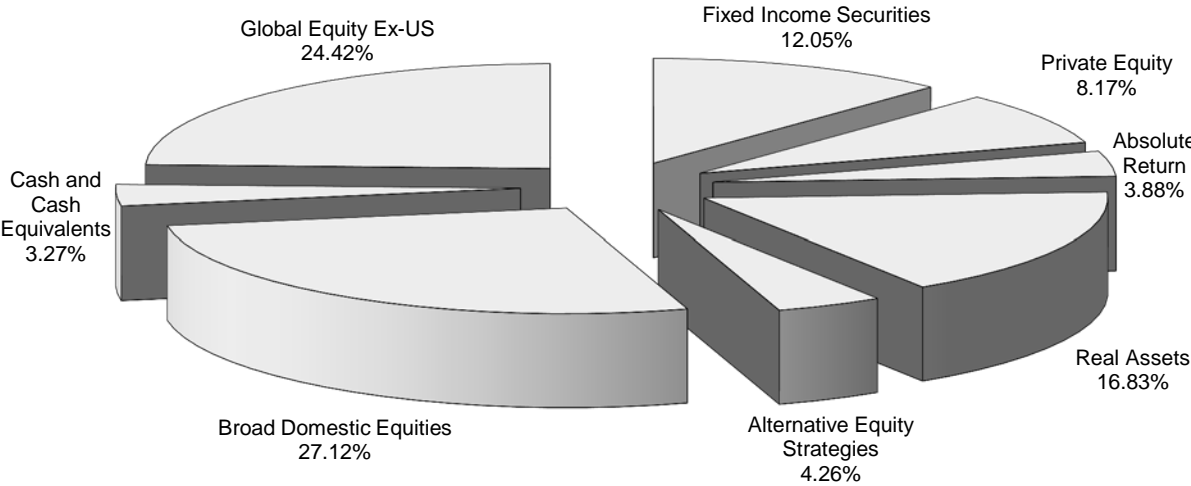 Global Equity Ex-US
24.42%
Fixed Income Securities
12.05%
Private Equity
8.17%
Absolute
Return
3.88%
Cash and
Cash
Equivalents
3.27%
Real Assets
16.83%
Broad Domestic Equities
27.12%
Alternative Equity
Strategies
4.26%